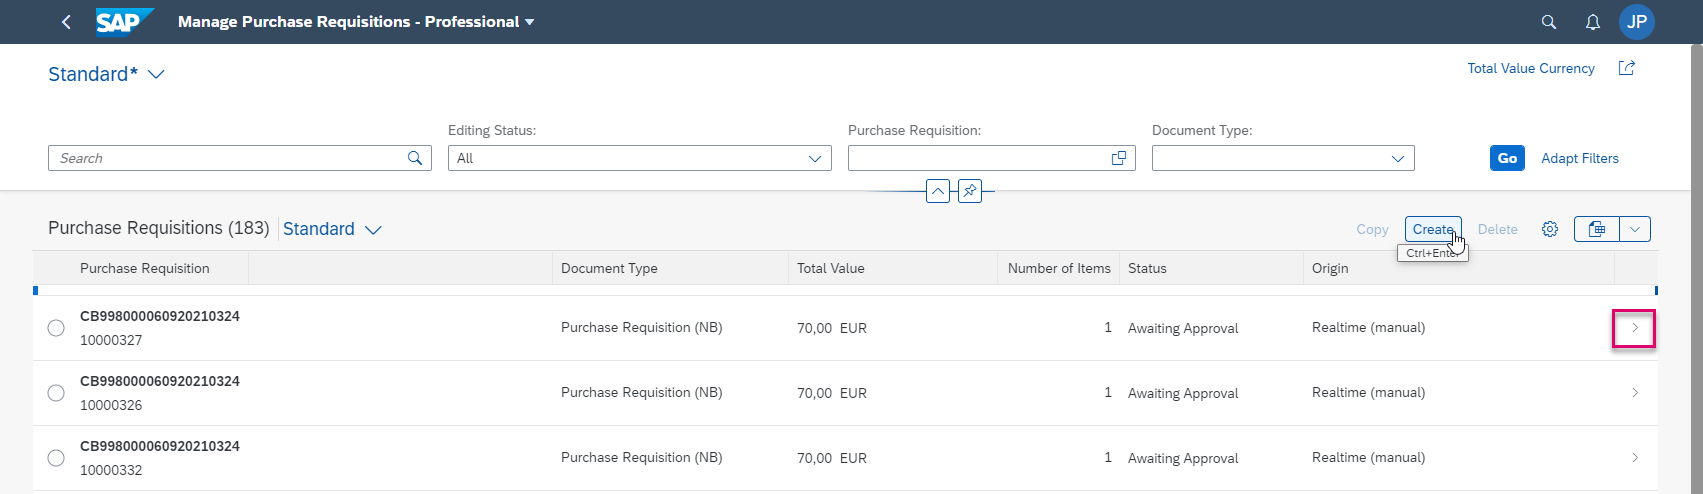 SAP Manage Purchase Requisitions - Professional JP
Standard* Total Value Currency
Editing Status: Purchase Requisition: Document Type:
Search All Go Adapt Filters
Purchase Requisitions (183) Standard Copy Create Delete
Ctrl+Enter
Purchase Requisition Document Type Total Value Number of Items Status Origin
CB998000060920210324
10000327 Purchase Requisition (NB) 70,00 EUR 1 Awaiting Approval Realtime (manual)
CB998000060920210324
10000326 Purchase Requisition (NB) 70,00 EUR 1 Awaiting Approval Realtime (manual)
CB998000060920210324
10000332 Purchase Requisition (NB) 70,00 EUR 1 Awaiting Approval Realtime (manual)